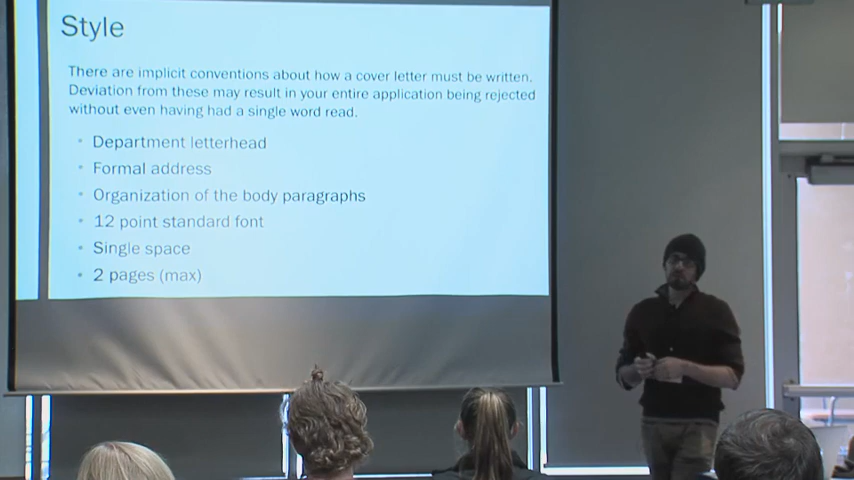 Style
There are implicit conventions about how a cover letter must be written.
Deviation from these may result in your entire application being rejected
without even having had a single word read.
• Department letterhead
• Formal address
• Organization of the body paragraphs
• 12 point standard font
• Single space
• 2 pages (max)